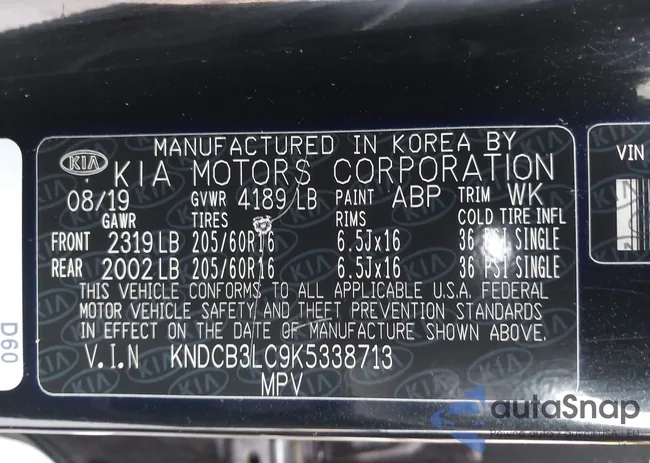 MANUFACTURED IN KOREA BY
KIA KIA MOTORS CORPORATION
08/19 GVWR 4189 LB PAINT ABP TRIM WK
GAWR TIRES RIMS COLD TIRE INFL
FRONT 2319 LB 205/60R16 6.5Jx16 36 PSI SINGLE
REAR 2002 LB 205/60R16 6.5Jx16 36 PSI SINGLE
THIS VEHICLE CONFORMS TO ALL APPLICABLE U.S.A. FEDERAL
MOTOR VEHICLE SAFETY AND THEFT PREVENTION STANDARDS
IN EFFECT ON THE DATE OF MANUFACTURE SHOWN ABOVE.
V.I.N KNDCB3LC9K5338713
MPV
VIN
D60
autoSnap